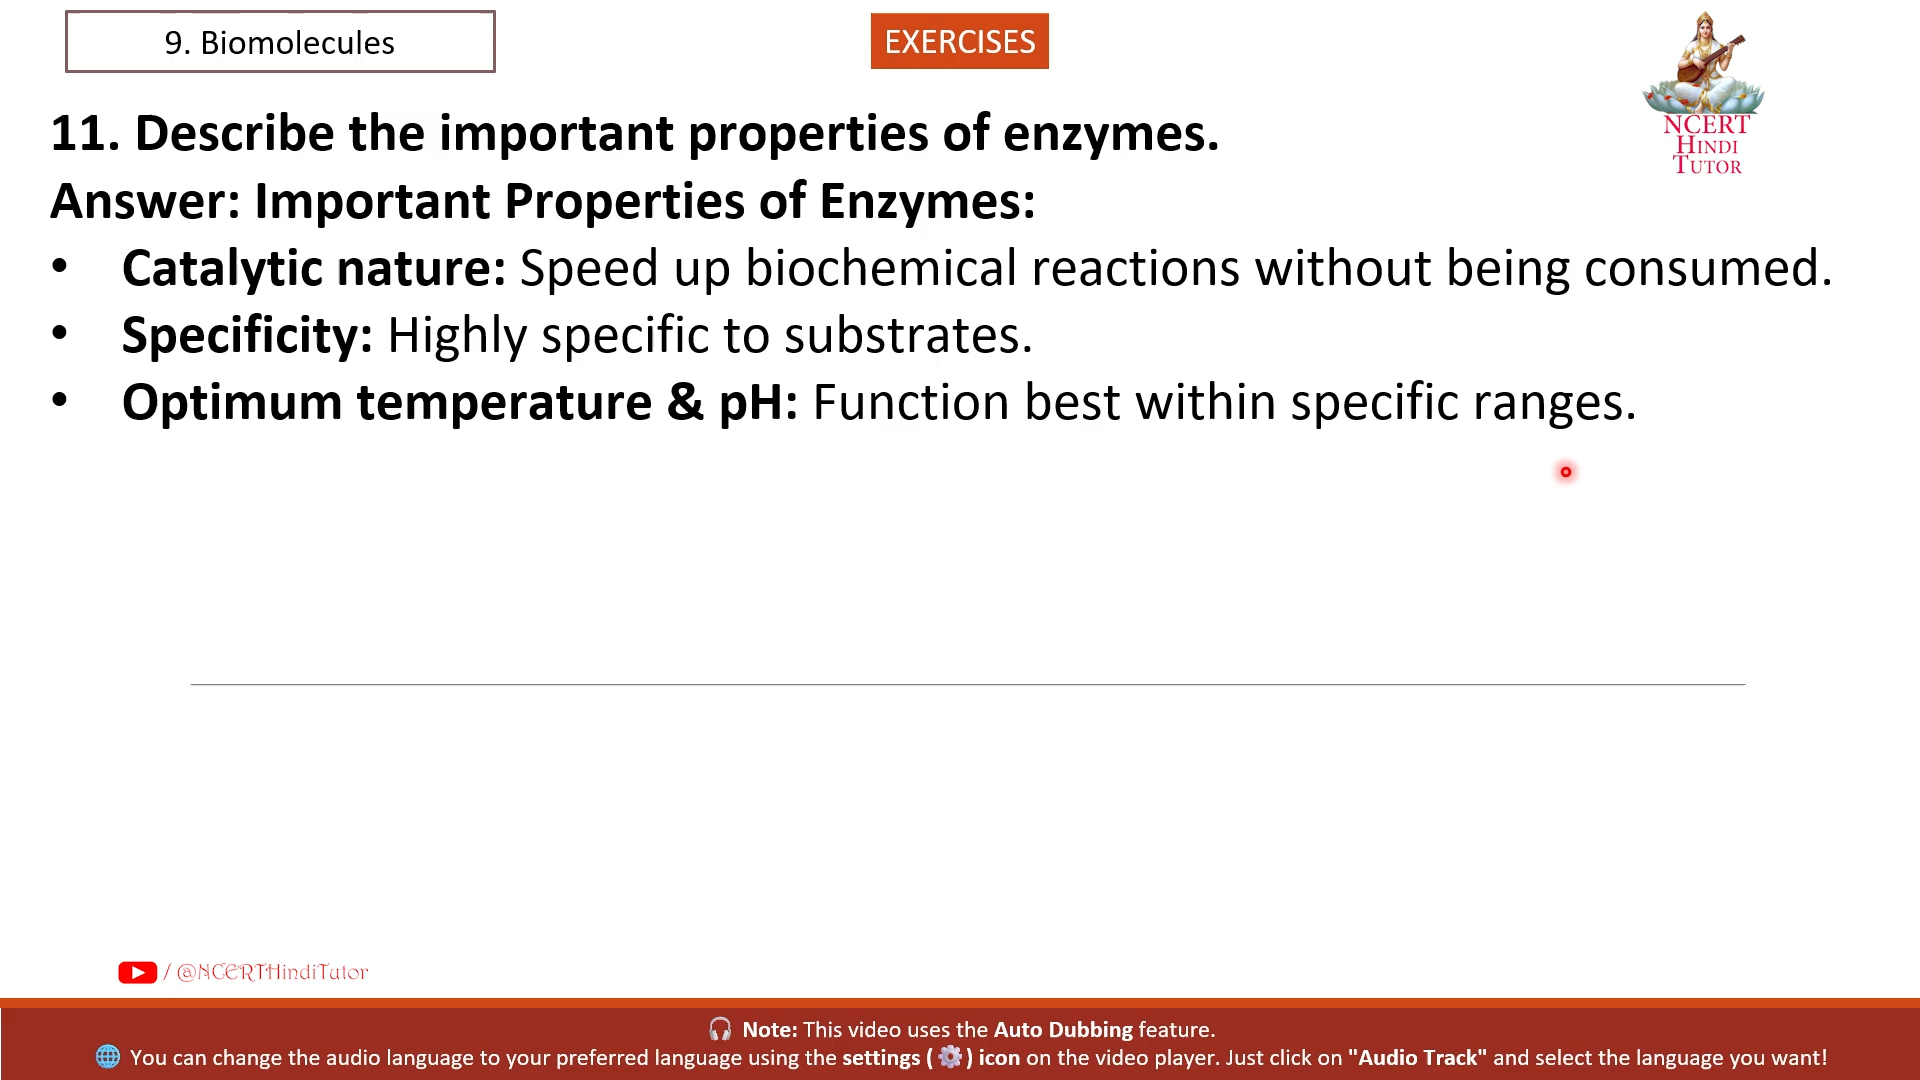 9. Biomolecules
EXERCISES
NCERT
HINDI
TUTOR
11. Describe the important properties of enzymes.
Answer: Important Properties of Enzymes:
• Catalytic nature: Speed up biochemical reactions without being consumed.
• Specificity: Highly specific to substrates.
• Optimum temperature & pH: Function best within specific ranges.
/ @NCERTHindiTutor
Note: This video uses the Auto Dubbing feature.
You can change the audio language to your preferred language using the settings ( ) icon on the video player. Just click on "Audio Track" and select the language you want!